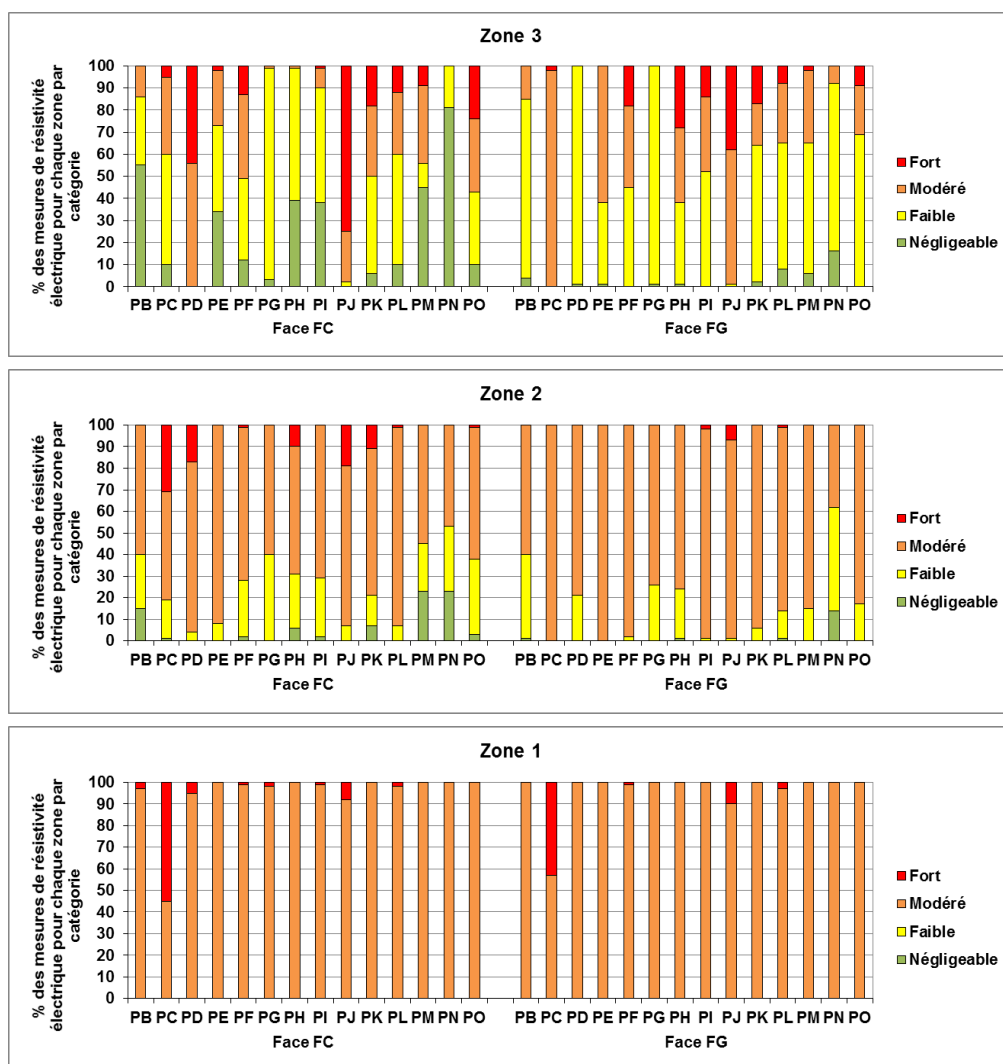 Zone 3
% des mesures de résistivité
électrique pour chaque zone par
catégorie
100
90
80
70
60
50
40
30
20
10
0
PB PC PD PE PF PG PH PI PJ PK PL PM PN PO PB PC PD PE PF PG PH PI PJ PK PL PM PN PO
Face FC Face FG
Fort
Modéré
Faible
Négligeable
Zone 2
% des mesures de résistivité
électrique pour chaque zone par
catégorie
100
90
80
70
60
50
40
30
20
10
0
PB PC PD PE PF PG PH PI PJ PK PL PM PN PO PB PC PD PE PF PG PH PI PJ PK PL PM PN PO
Face FC Face FG
Fort
Modéré
Faible
Négligeable
Zone 1
% des mesures de résistivité
électrique pour chaque zone par
catégorie
100
90
80
70
60
50
40
30
20
10
0
PB PC PD PE PF PG PH PI PJ PK PL PM PN PO PB PC PD PE PF PG PH PI PJ PK PL PM PN PO
Face FC Face FG
Fort
Modéré
Faible
Négligeable